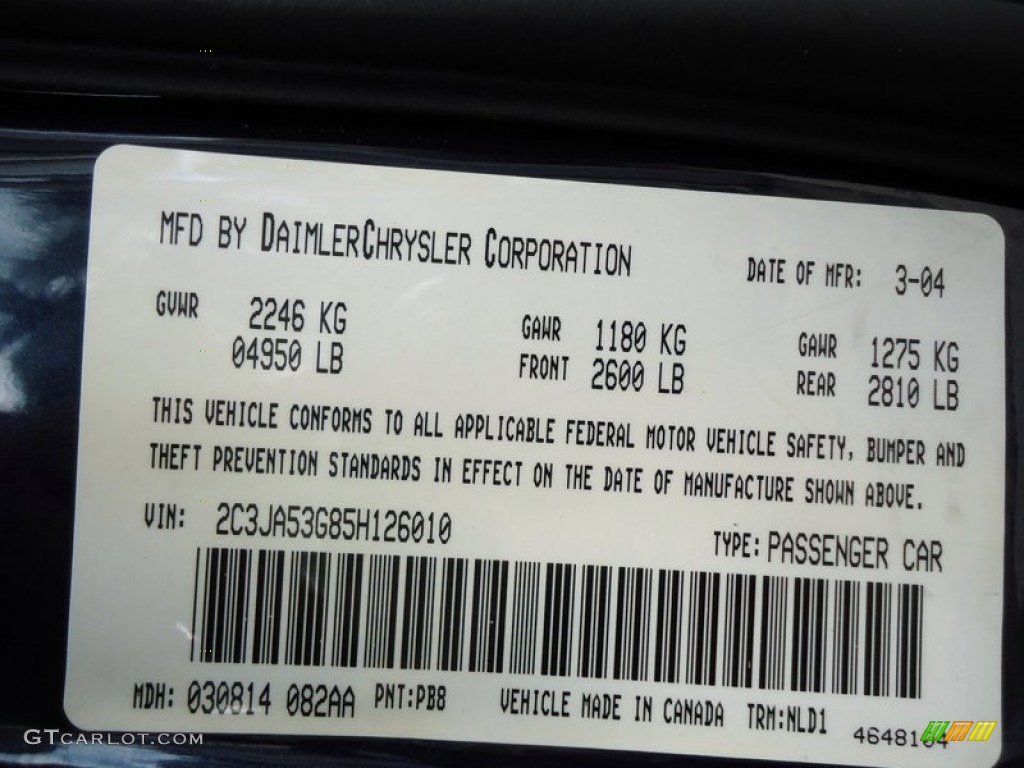 MFD BY DAIMLERCHRYSLER CORPORATION
DATE OF MFR: 3-04
GVWR 2246 KG
04950 LB
GAWR 1180 KG
FRONT 2600 LB
GAWR 1275 KG
REAR 2810 LB
THIS VEHICLE CONFORMS TO ALL APPLICABLE FEDERAL MOTOR VEHICLE SAFETY, BUMPER AND
THEFT PREVENTION STANDARDS IN EFFECT ON THE DATE OF MANUFACTURE SHOWN ABOVE.
VIN: 2C3JA53G85H126010
TYPE: PASSENGER CAR
MDH: 030814 082AA PNT:PB8 VEHICLE MADE IN CANADA TRM:NLD1
GTCARLOT.COM